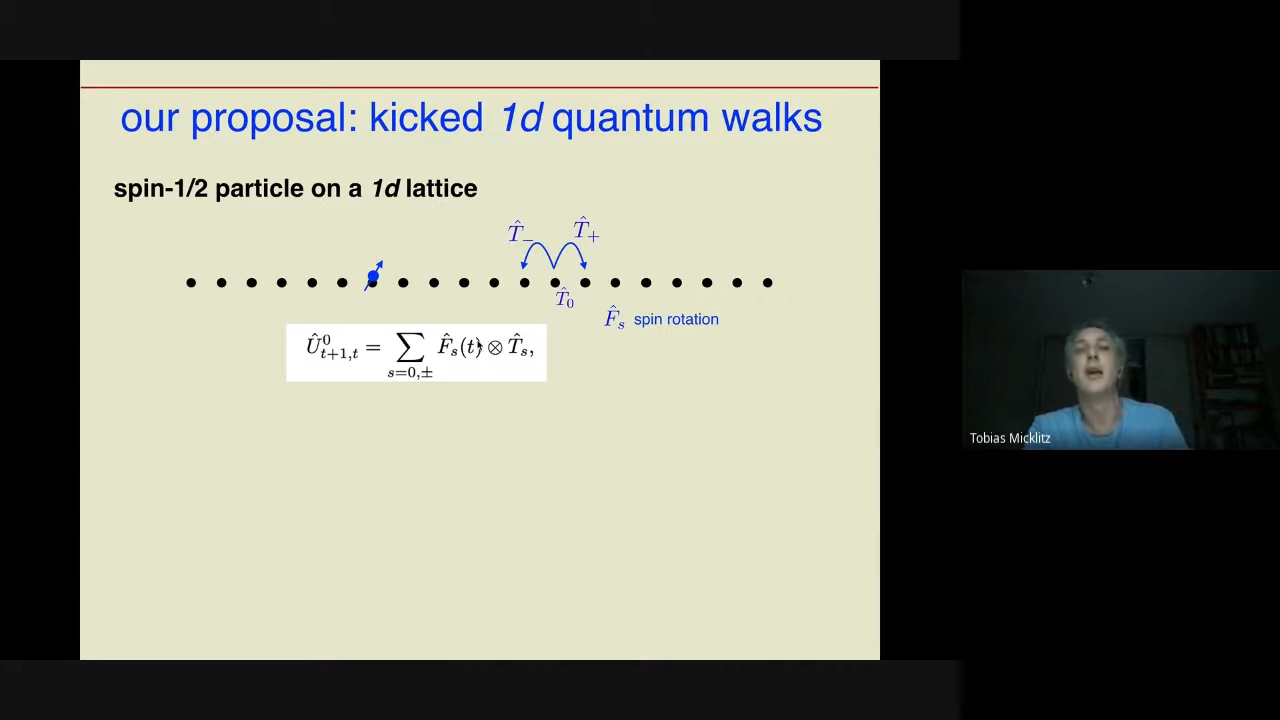 our proposal: kicked 1d quantum walks
spin-1/2 particle on a 1d lattice
T̂₋ T̂₊
T̂₀
F̂ₛ spin rotation
Û⁰ₜ₊₁,ₜ = ∑ₛ₌₀,± F̂ₛ(t) ⊗ T̂ₛ,
Tobias Micklitz